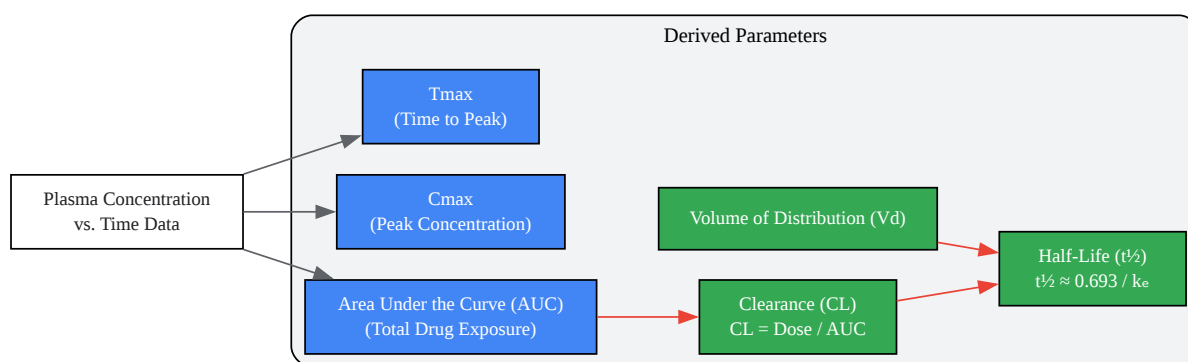 Derived Parameters
Tmax
(Time to Peak)
Plasma Concentration
vs. Time Data
Cmax
(Peak Concentration)
Volume of Distribution (Vd)
Half-Life (t½)
t½ ≈ 0.693 / kₑ
Area Under the Curve (AUC)
(Total Drug Exposure)
Clearance (CL)
CL = Dose / AUC